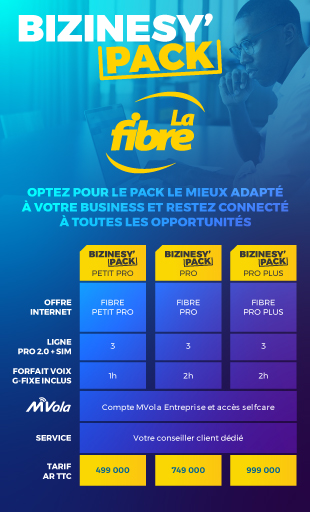 BIZINESY'
PACK
La
fibre
OPTEZ POUR LE PACK LE MIEUX ADAPTÉ
À VOTRE BUSINESS ET RESTEZ CONNECTÉ
À TOUTES LES OPPORTUNITÉS
BIZINESY' PACK PETIT PRO
BIZINESY' PACK PRO
BIZINESY' PACK PRO PLUS
OFFRE INTERNET
FIBRE PETIT PRO
FIBRE PRO
FIBRE PRO PLUS
LIGNE PRO 2.0 + SIM
3 3 3
FORFAIT VOIX G-FIXE INCLUS
1h 2h 2h
MVola
Compte MVola Entreprise et accès selfcare
SERVICE
Votre conseiller client dédié
TARIF AR TTC
499 000 749 000 999 000